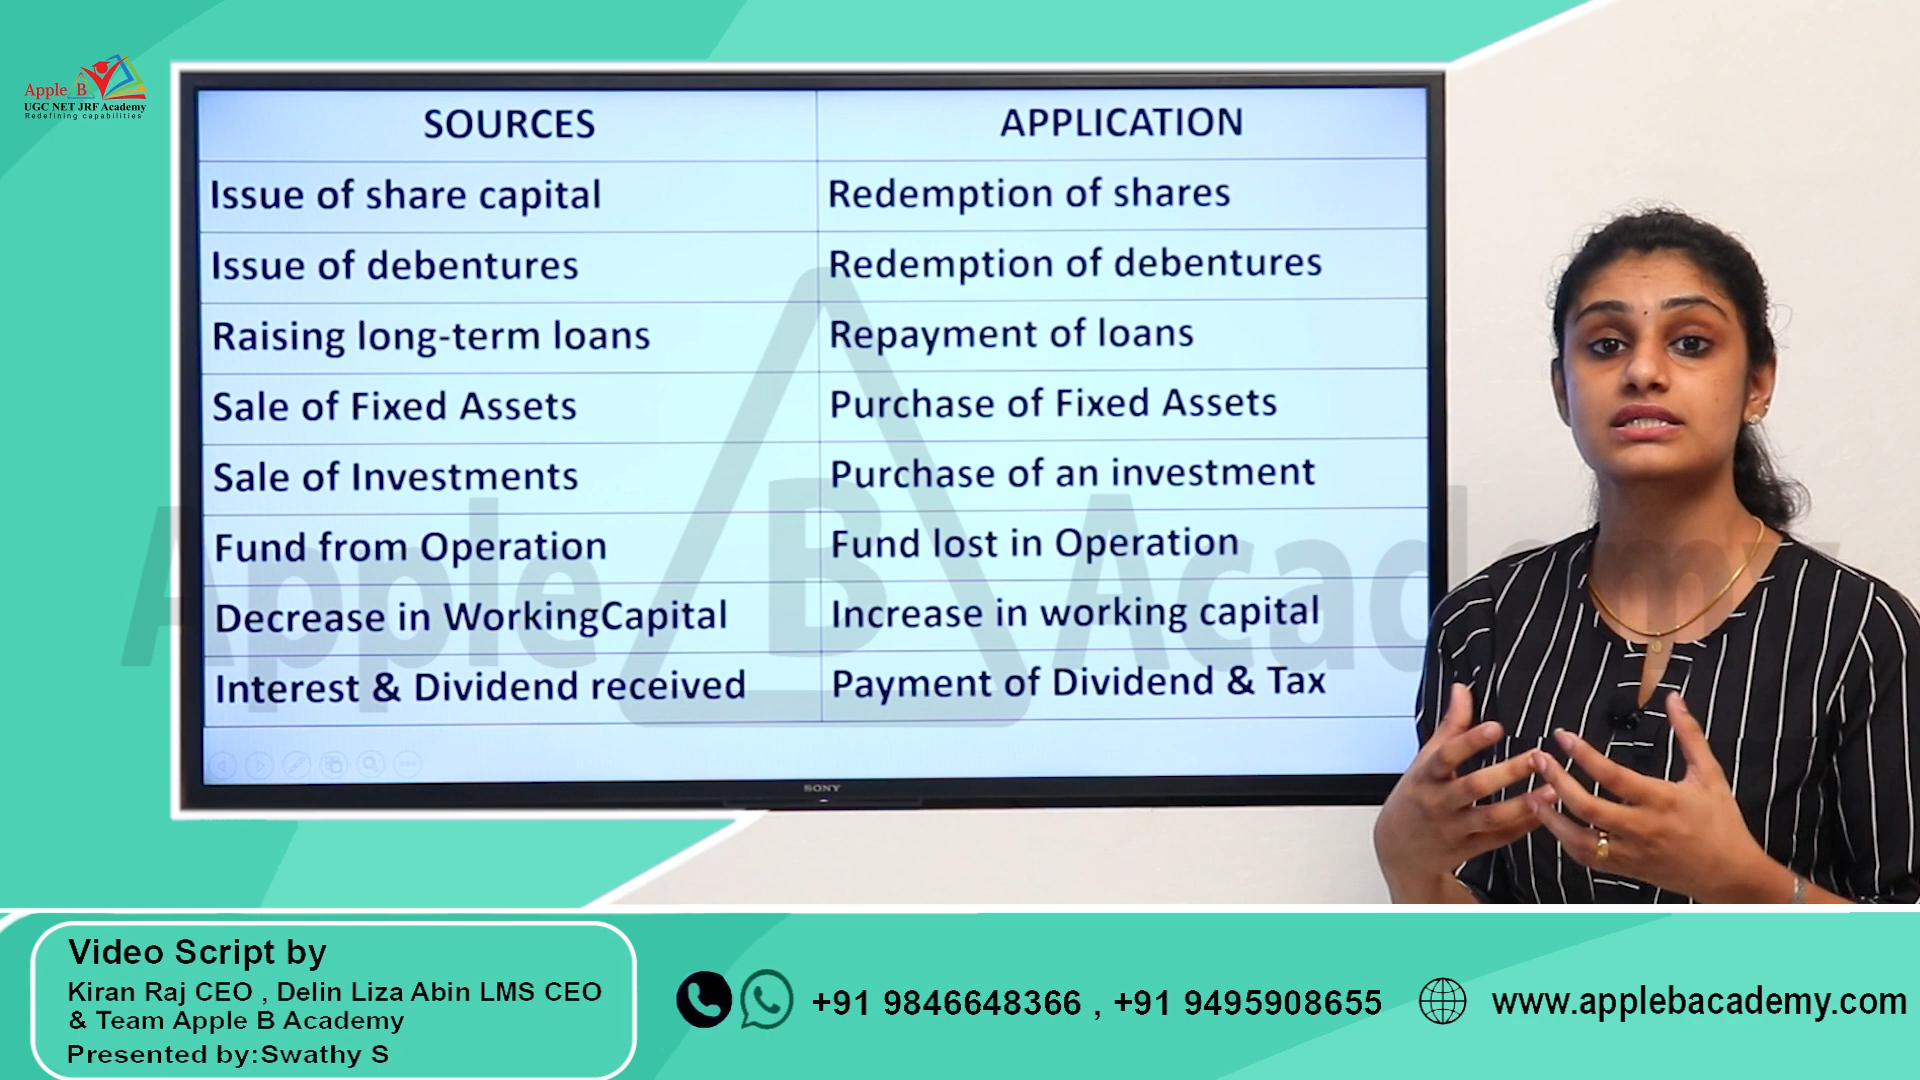 Apple B
UGC NET JRF Academy
Redefining capabilities
SOURCES
APPLICATION
Issue of share capital
Redemption of shares
Issue of debentures
Redemption of debentures
Raising long-term loans
Repayment of loans
Sale of Fixed Assets
Purchase of Fixed Assets
Sale of Investments
Purchase of an investment
Fund from Operation
Fund lost in Operation
Decrease in WorkingCapital
Increase in working capital
Interest & Dividend received
Payment of Dividend & Tax
Apple B Academy
SONY
Video Script by
Kiran Raj CEO , Delin Liza Abin LMS CEO
& Team Apple B Academy
Presented by:Swathy S
+91 9846648366 , +91 9495908655
www.applebacademy.com